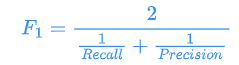 F₁ = 2 / (1/Recall + 1/Precision)